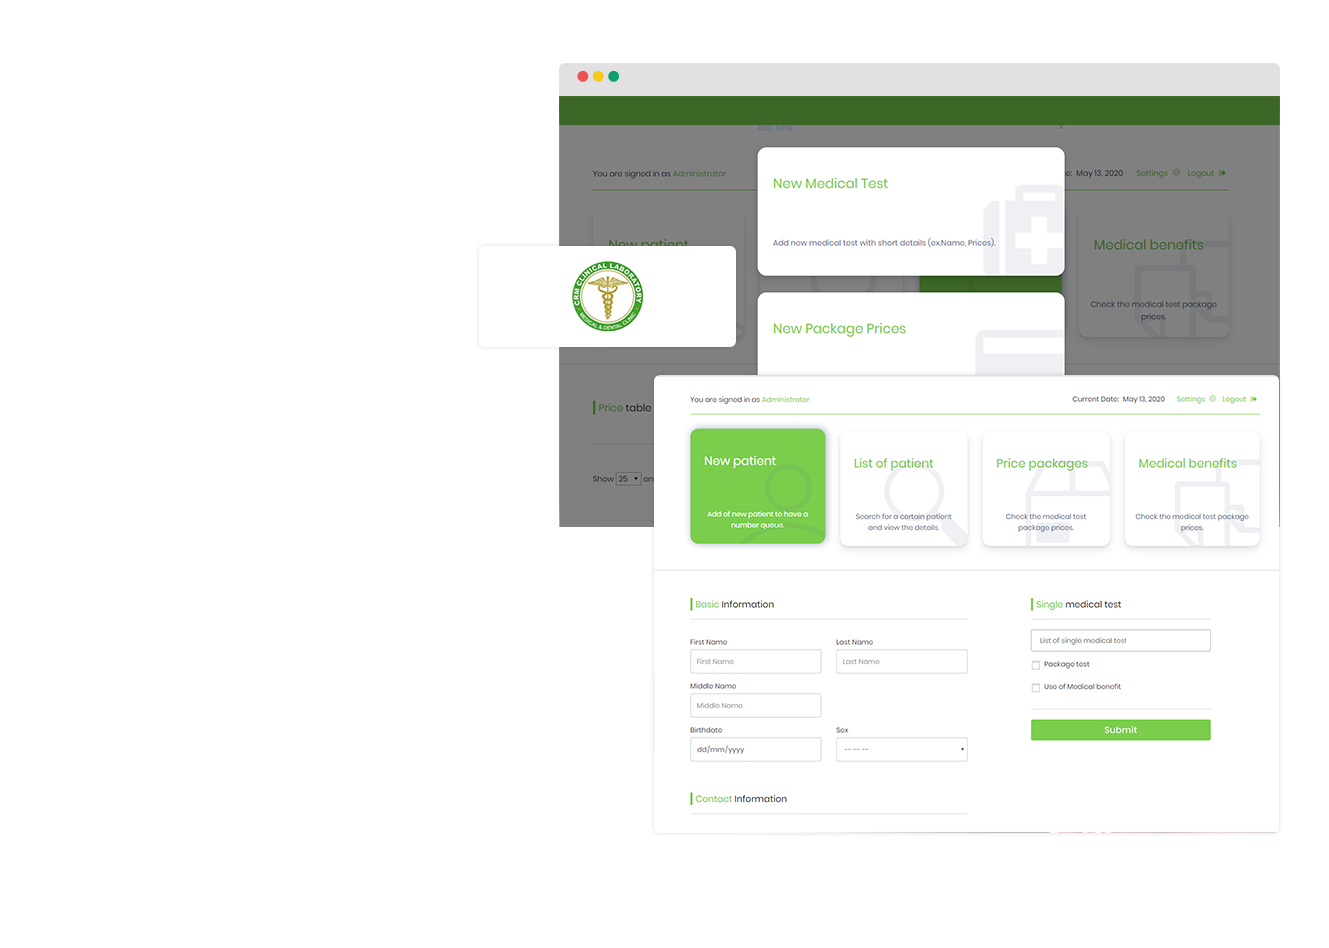 ADD NEW
You are signed in as Administrator
May 13, 2020 Settings Logout
New Medical Test
Add new medical test with short details (ex.Name, Prices).
New patient
Medical benefits
Check the medical test package
prices.
CRM CLINICAL LABORATORY
MEDICAL & DENTAL CLINIC
New Package Prices
Price table
Show 25
You are signed in as Administrator
Current Date: May 13, 2020 Settings Logout
New patient
Add of new patient to have a
number queue.
List of patient
Search for a certain patient
and view the details.
Price packages
Check the medical test
package prices.
Medical benefits
Check the medical test package
prices.
Basic Information
First Name
First Name
Last Name
Last Name
Middle Name
Middle Name
Birthdate
dd/mm/yyyy
Sex
-- -- --
Contact Information
Single medical test
List of single medical test
Package test
Use of Medical benefit
Submit